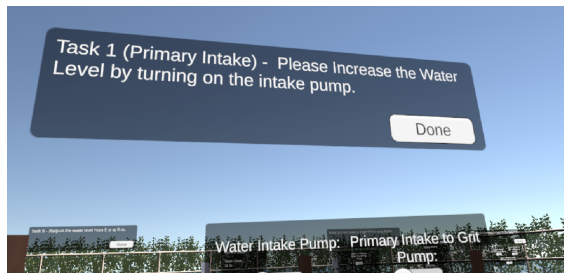 Task 1 (Primary Intake) - Please Increase the Water
Level by turning on the intake pump.
Done
Water Intake Pump:
Primary Intake to Grit
Pump: